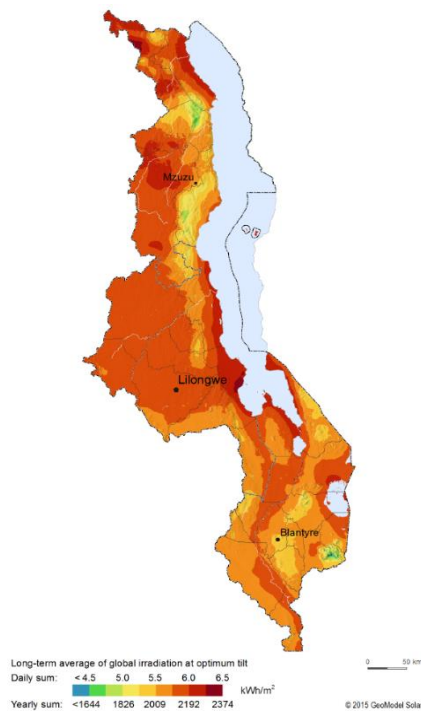 Mzuzu
Lilongwe
Blantyre
Long-term average of global irradiation at optimum tilt
Daily sum: < 4.5 5.0 5.5 6.0 6.5
kWh/m²
Yearly sum: <1644 1826 2009 2192 2374
0 50 km
© 2015 GeoModel Sola